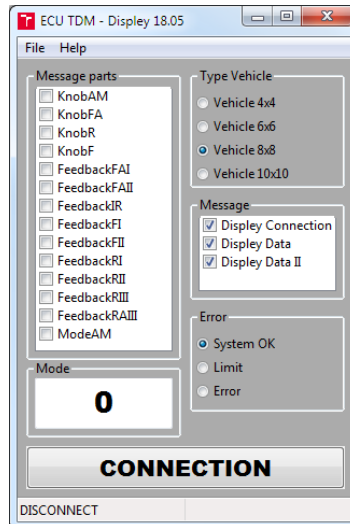 ECU TDM - Displey 18.05
File Help
Message parts
KnobAM
KnobFA
KnobR
KnobF
FeedbackFAI
FeedbackFAII
FeedbackIR
FeedbackFI
FeedbackFII
FeedbackRI
FeedbackRII
FeedbackRIII
FeedbackRAIII
ModeAM
Mode
0
Type Vehicle
Vehicle 4x4
Vehicle 6x6
Vehicle 8x8
Vehicle 10x10
Message
Displey Connection
Displey Data
Displey Data II
Error
System OK
Limit
Error
CONNECTION
DISCONNECT